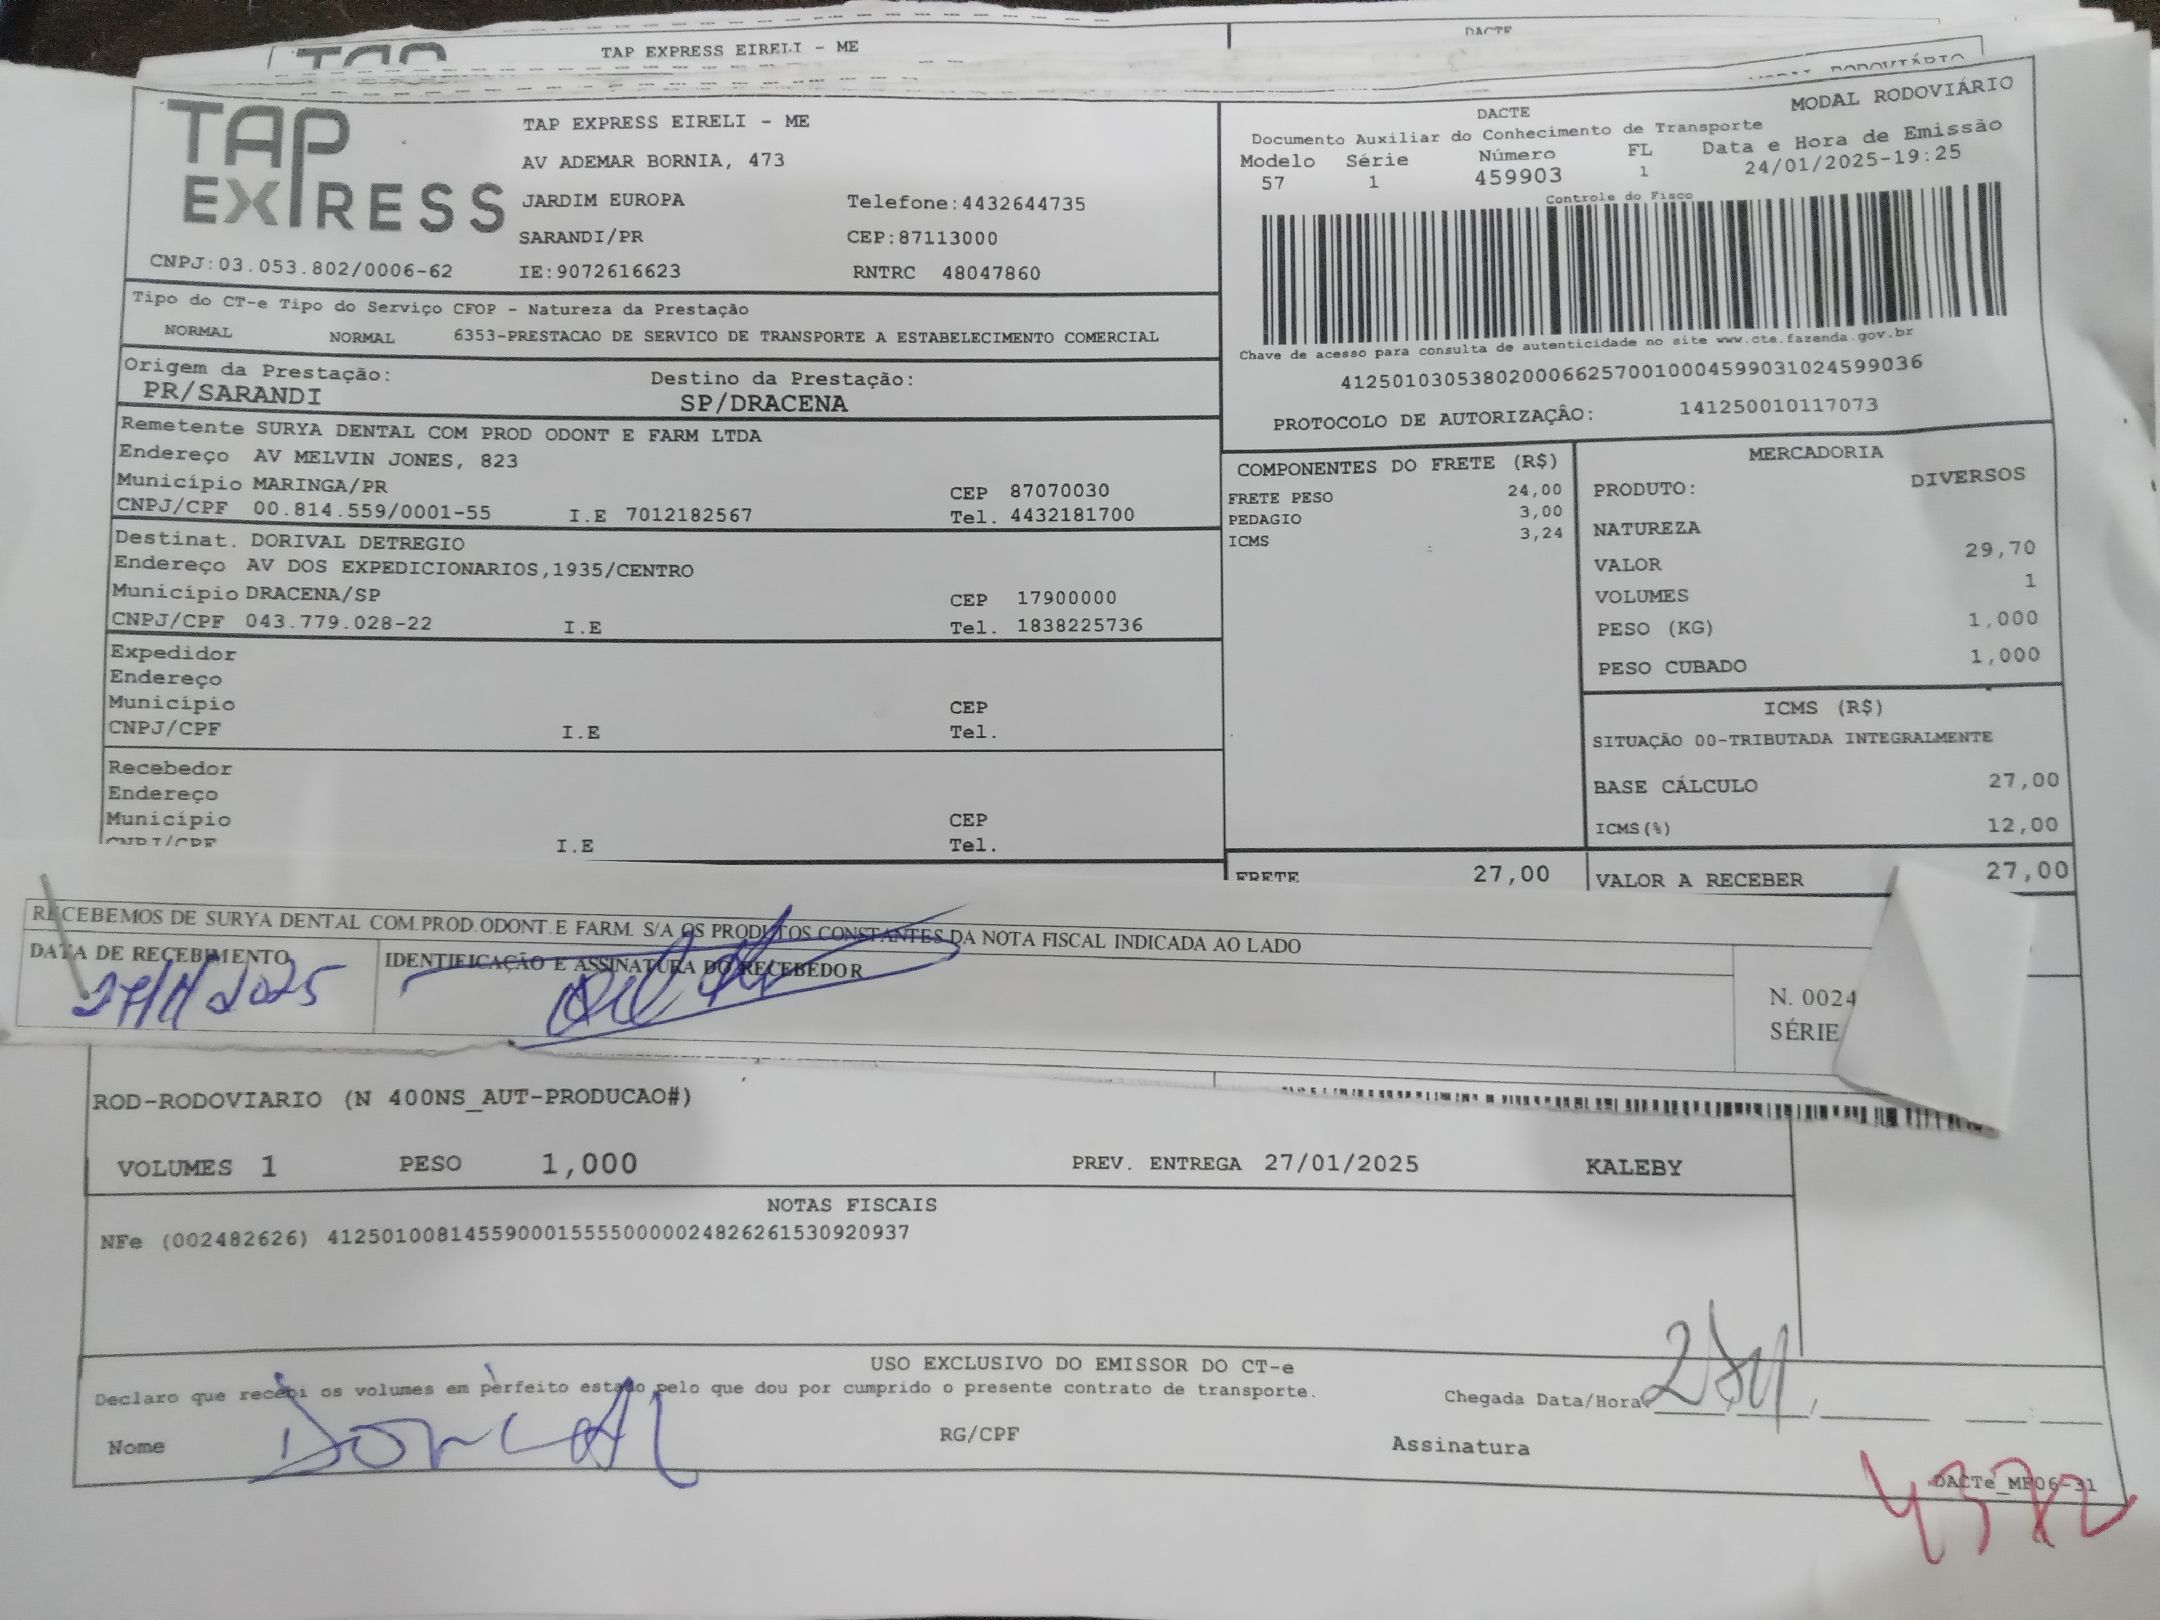 TAP EXPRESS EIRELI - ME
DACTE
TAP EXPRESS
CNPJ:03.053.802/0006-62
TAP EXPRESS EIRELI - ME
AV ADEMAR BORNIA, 473
JARDIM EUROPA Telefone:4432644735
SARANDI/PR CEP:87113000
IE:9072616623 RNTRC 48047860
DACTE MODAL RODOVIÁRIO
Documento Auxiliar do Conhecimento de Transporte
Modelo Série Número FL Data e Hora de Emissão
57 1 459903 1 24/01/2025-19:25
Controle do Fisco
Chave de acesso para consulta de autenticidade no site www.cte.fazenda.gov.br
41250103053802000662570010004599031024599036
PROTOCOLO DE AUTORIZAÇÃO: 141250010117073
Tipo do CT-e Tipo do Serviço CFOP - Natureza da Prestação
NORMAL NORMAL 6353-PRESTACAO DE SERVICO DE TRANSPORTE A ESTABELECIMENTO COMERCIAL
Origem da Prestação: Destino da Prestação:
PR/SARANDI SP/DRACENA
Remetente SURYA DENTAL COM PROD ODONT E FARM LTDA
Endereço AV MELVIN JONES, 823
Município MARINGA/PR CEP 87070030
CNPJ/CPF 00.814.559/0001-55 I.E 7012182567 Tel. 4432181700
Destinat. DORIVAL DETREGIO
Endereço AV DOS EXPEDICIONARIOS,1935/CENTRO
Município DRACENA/SP CEP 17900000
CNPJ/CPF 043.779.028-22 I.E Tel. 1838225736
Expedidor
Endereço
Município CEP
CNPJ/CPF I.E Tel.
Recebedor
Endereço
Município CEP
CNPJ/CPF I.E Tel.
COMPONENTES DO FRETE (R$)
FRETE PESO 24,00
PEDAGIO 3,00
ICMS 3,24
MERCADORIA
PRODUTO: DIVERSOS
NATUREZA
VALOR 29,70
VOLUMES 1
PESO (KG) 1,000
PESO CUBADO 1,000
ICMS (R$)
SITUAÇÃO 00-TRIBUTADA INTEGRALMENTE
BASE CÁLCULO 27,00
ICMS(%) 12,00
FRETE 27,00 VALOR A RECEBER 27,00
RECEBEMOS DE SURYA DENTAL COM.PROD.ODONT.E FARM. S/A OS PRODUTOS CONSTANTES DA NOTA FISCAL INDICADA AO LADO
DATA DE RECEBIMENTO IDENTIFICAÇÃO E ASSINATURA DO RECEBEDOR
27/1/2025
N. 0024
SÉRIE
ROD-RODOVIARIO (N 400NS_AUT-PRODUCAO#)
VOLUMES 1 PESO 1,000 PREV. ENTREGA 27/01/2025 KALEBY
NOTAS FISCAIS
NFe (002482626) 41250100814559000155550000024826261530920937
USO EXCLUSIVO DO EMISSOR DO CT-e
Declaro que recebi os volumes em perfeito estado pelo que dou por cumprido o presente contrato de transporte.
Chegada Data/Hora
Nome RG/CPF Assinatura
DACTe_MF06-31